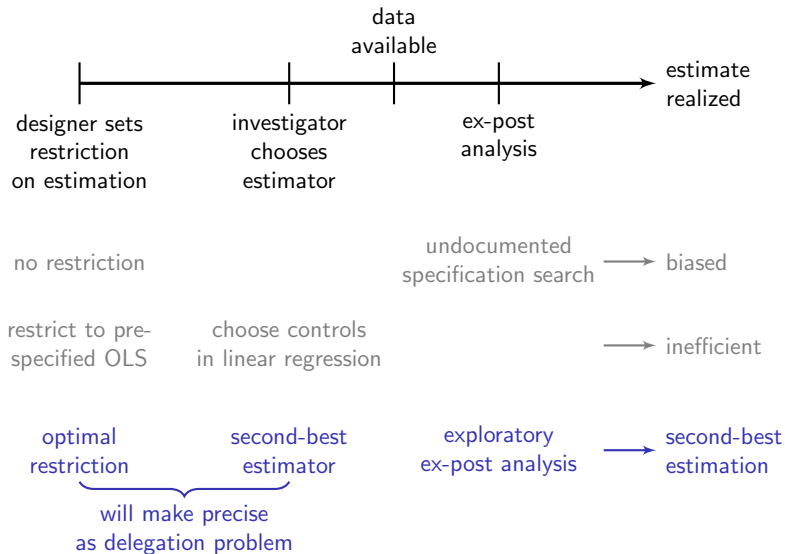 data
available
estimate
realized
designer sets
restriction
on estimation
investigator
chooses
estimator
ex-post
analysis
no restriction
undocumented
specification search
biased
restrict to pre-
specified OLS
choose controls
in linear regression
inefficient
optimal
restriction
second-best
estimator
exploratory
ex-post analysis
second-best
estimation
will make precise
as delegation problem